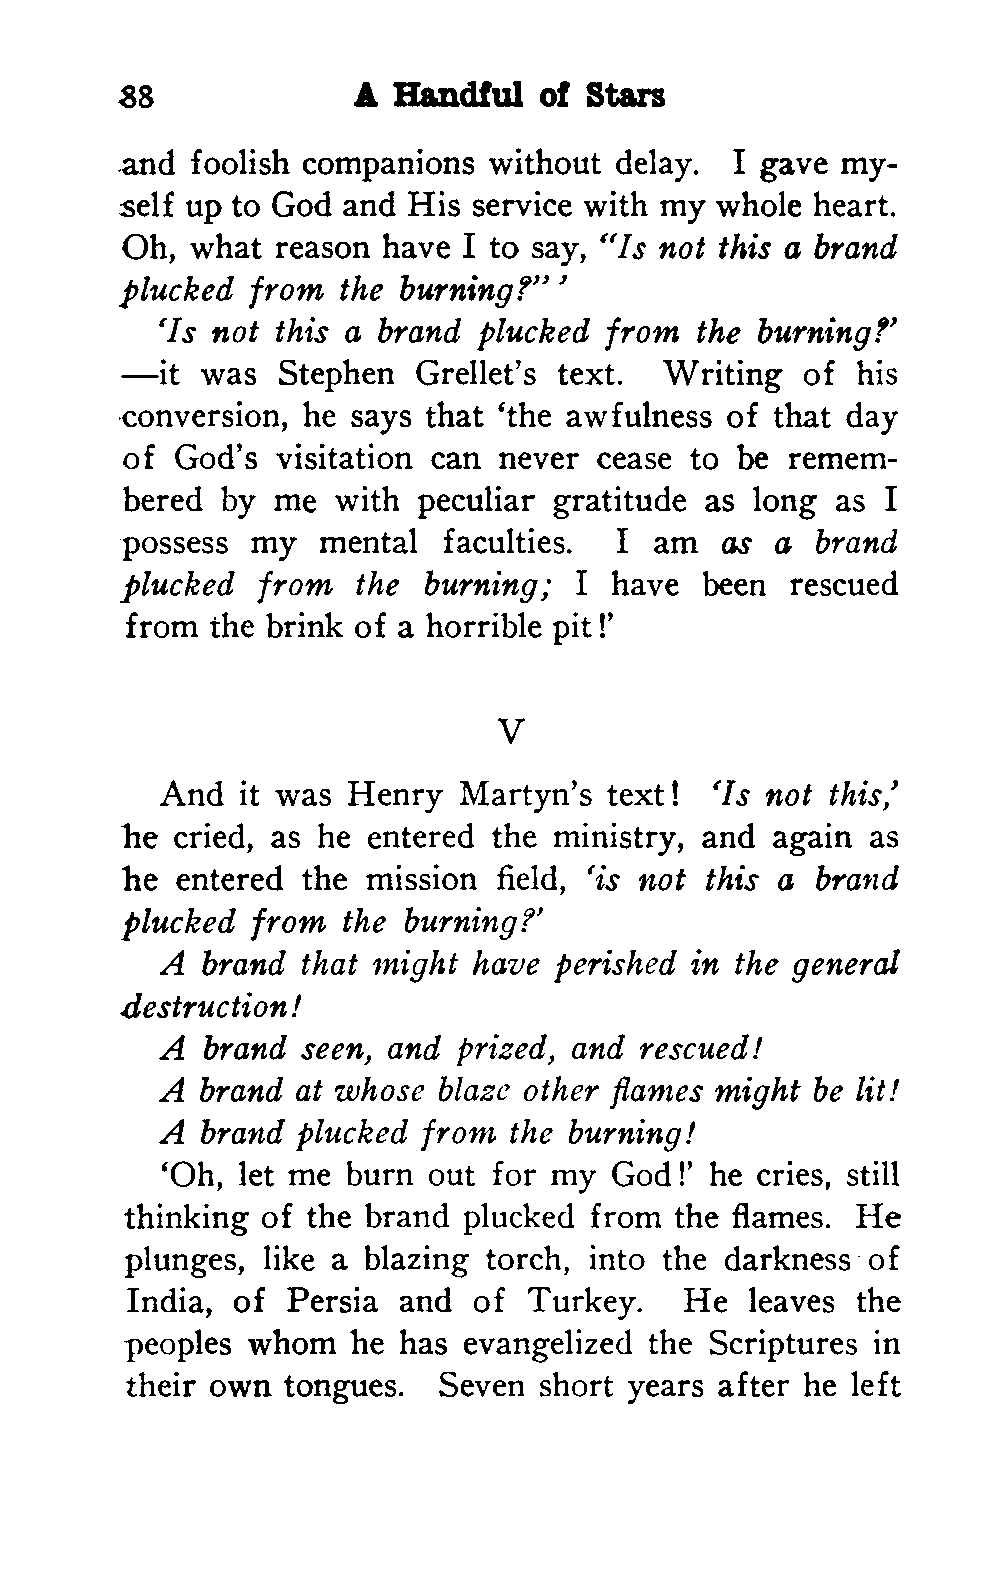 88 A Handful of Stars
and foolish companions without delay. I gave my-
self up to God and His service with my whole heart.
Oh, what reason have I to say, “Is not this a brand
plucked from the burning?” ’
‘Is not this a brand plucked from the burning?’
—it was Stephen Grellet’s text. Writing of his
conversion, he says that ‘the awfulness of that day
of God’s visitation can never cease to be remem-
bered by me with peculiar gratitude as long as I
possess my mental faculties. I am as a brand
plucked from the burning; I have been rescued
from the brink of a horrible pit!’
V
And it was Henry Martyn’s text! ‘Is not this,’
he cried, as he entered the ministry, and again as
he entered the mission field, ‘is not this a brand
plucked from the burning?’
A brand that might have perished in the general
destruction!
A brand seen, and prized, and rescued!
A brand at whose blaze other flames might be lit!
A brand plucked from the burning!
‘Oh, let me burn out for my God!’ he cries, still
thinking of the brand plucked from the flames. He
plunges, like a blazing torch, into the darkness of
India, of Persia and of Turkey. He leaves the
peoples whom he has evangelized the Scriptures in
their own tongues. Seven short years after he left